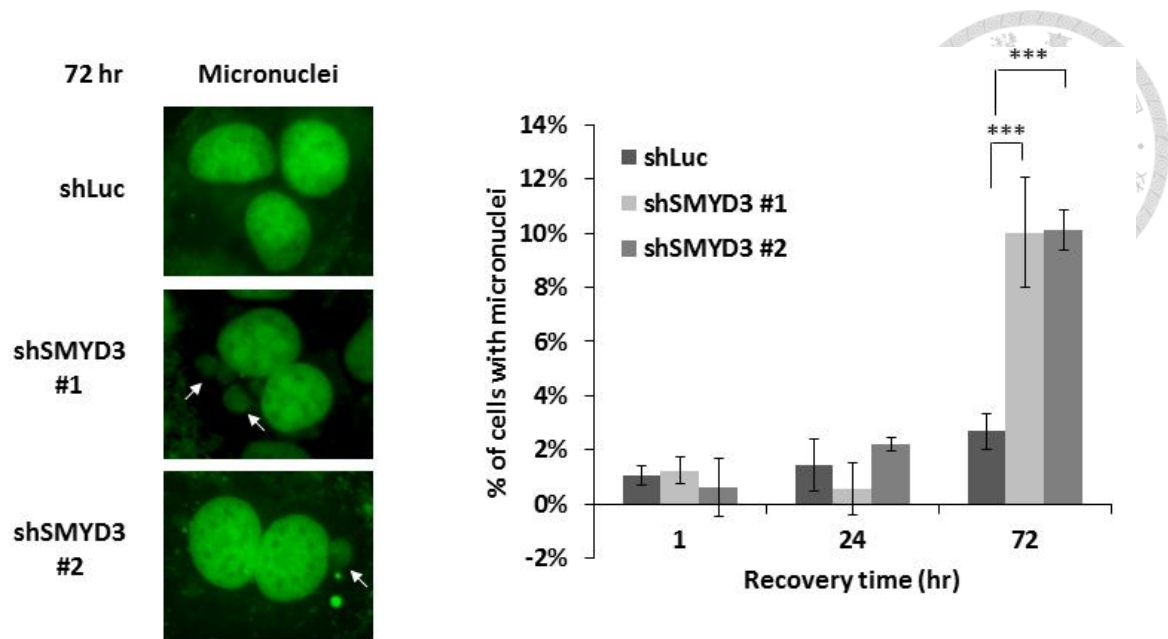 72 hr Micronuclei
shLuc
shSMYD3
#1
shSMYD3
#2
% of cells with micronuclei
14%
12%
10%
8%
6%
4%
2%
0%
-2%
shLuc
shSMYD3 #1
shSMYD3 #2
***
***
1 24 72
Recovery time (hr)